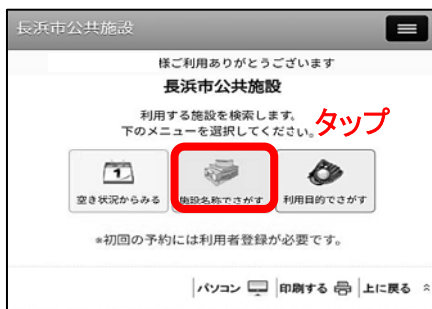 長浜市公共施設
様ご利用ありがとうございます
長浜市公共施設
利用する施設を検索します。
下のメニューを選択してください。
タップ
空き状況からみる 施設名称でさがす 利用目的でさがす
*初回の予約には利用者登録が必要です。
パソコン 印刷する 上に戻る